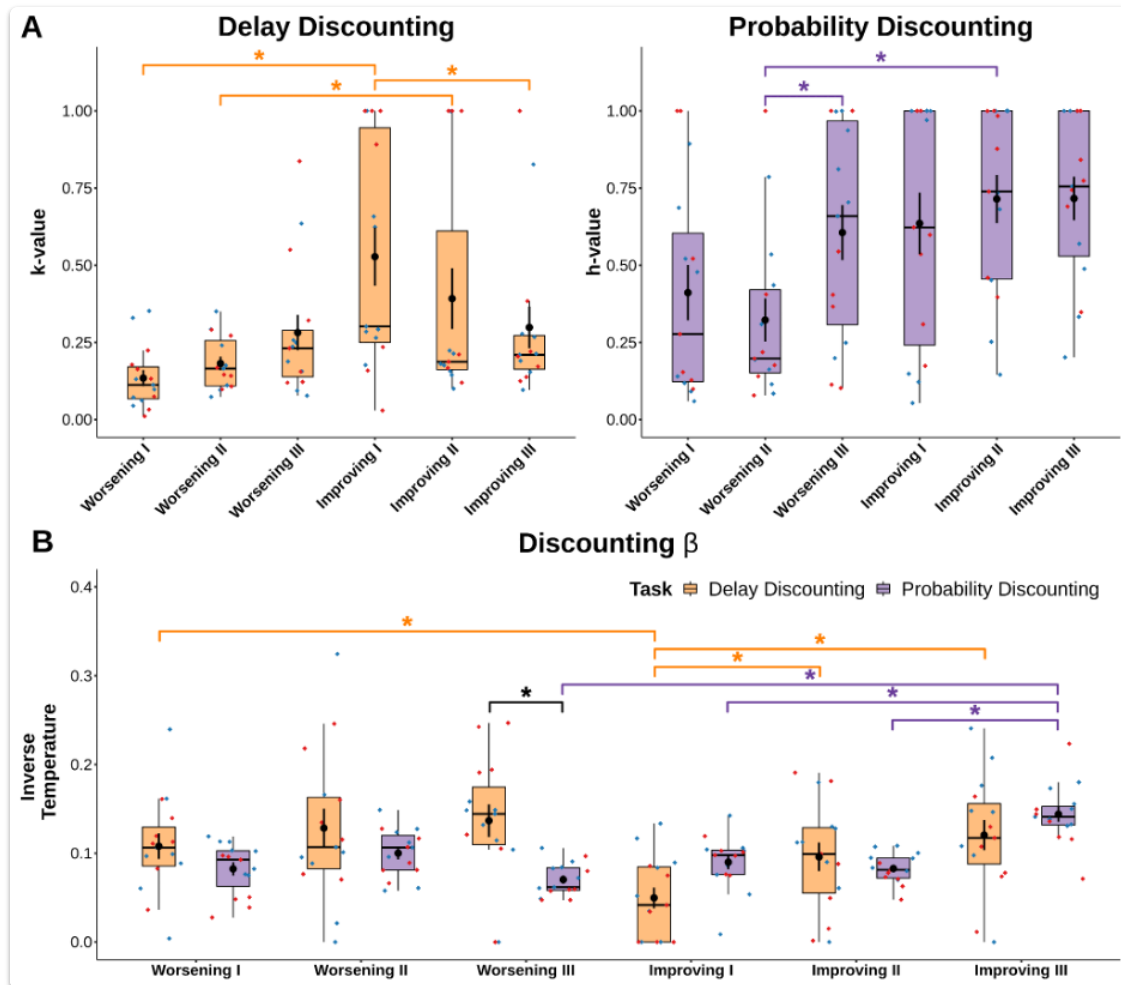 A
Delay Discounting
Probability Discounting
*
*
*
*
*
k-value
1.00
0.75
0.50
0.25
0.00
h-value
1.00
0.75
0.50
0.25
0.00
Worsening I
Worsening II
Worsening III
Improving I
Improving II
Improving III
Worsening I
Worsening II
Worsening III
Improving I
Improving II
Improving III
B
Discounting β
Task Delay Discounting Probability Discounting
*
*
*
*
*
*
*
Inverse
Temperature
0.4
0.3
0.2
0.1
0.0
Worsening I
Worsening II
Worsening III
Improving I
Improving II
Improving III